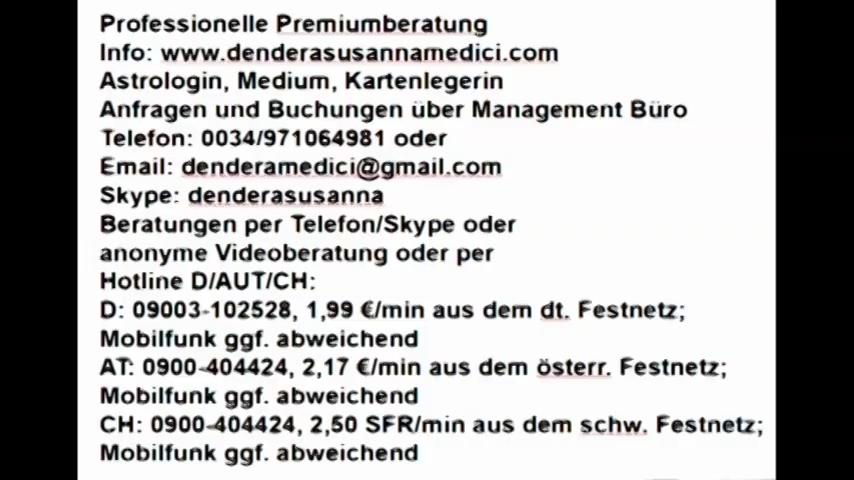 Professionelle Premiumberatung
Info: www.denderasusannamedici.com
Astrologin, Medium, Kartenlegerin
Anfragen und Buchungen über Management Büro
Telefon: 0034/971064981 oder
Email: denderamedici@gmail.com
Skype: denderasusanna
Beratungen per Telefon/Skype oder
anonyme Videoberatung oder per
Hotline D/AUT/CH:
D: 09003-102528, 1,99 €/min aus dem dt. Festnetz;
Mobilfunk ggf. abweichend
AT: 0900-404424, 2,17 €/min aus dem österr. Festnetz;
Mobilfunk ggf. abweichend
CH: 0900-404424, 2,50 SFR/min aus dem schw. Festnetz;
Mobilfunk ggf. abweichend